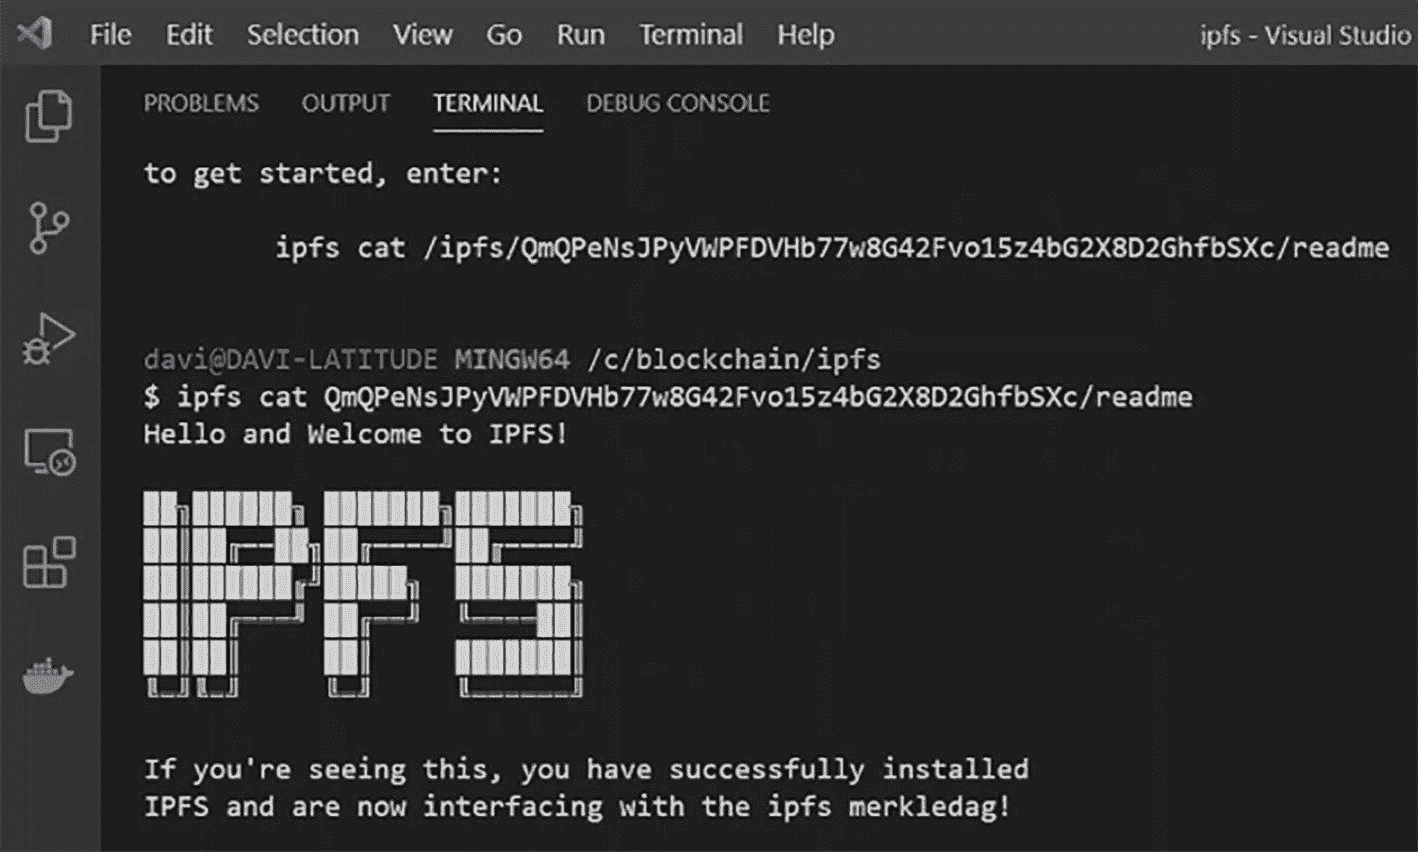 File Edit Selection View Go Run Terminal Help ipfs - Visual Studio
PROBLEMS OUTPUT TERMINAL DEBUG CONSOLE
to get started, enter:
ipfs cat /ipfs/QmQPeNsJPyVWPFDVHb77w8G42Fvo15z4bG2X8D2GhfbSXc/readme
davi@DAVI-LATITUDE MINGW64 /c/blockchain/ipfs
$ ipfs cat QmQPeNsJPyVWPFDVHb77w8G42Fvo15z4bG2X8D2GhfbSXc/readme
Hello and Welcome to IPFS!
IPFS
If you're seeing this, you have successfully installed
IPFS and are now interfacing with the ipfs merkledag!